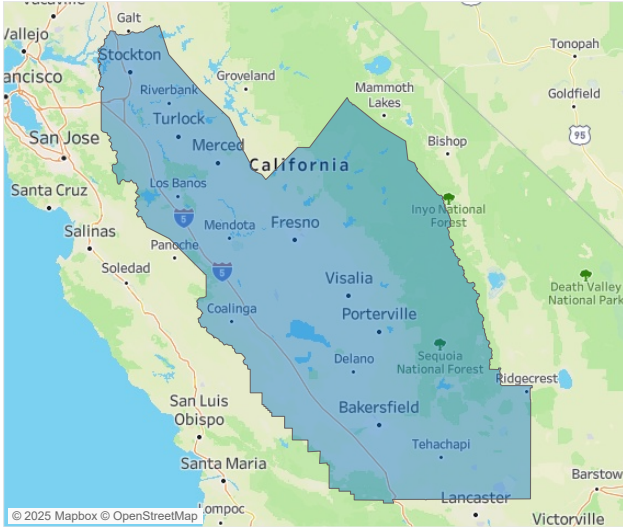 Vacaville
Galt
Vallejo
Stockton
ancisco
Groveland
Tonopah
Riverbank
Mammoth
Lakes
Goldfield
Turlock
95
San Jose
Merced
Bishop
California
Los Banos
Santa Cruz
Inyo National
Forest
5
Salinas
Mendota
Fresno
Panoche
Soledad
5
Visalia
Death Valley
National Park
Coalinga
Porterville
Delano
Sequoia
National Forest
Ridgecrest
San Luis
Obispo
Bakersfield
Tehachapi
Santa Maria
Barstow
Lancaster
Lompoc
Victorville
© 2025 Mapbox © OpenStreetMap